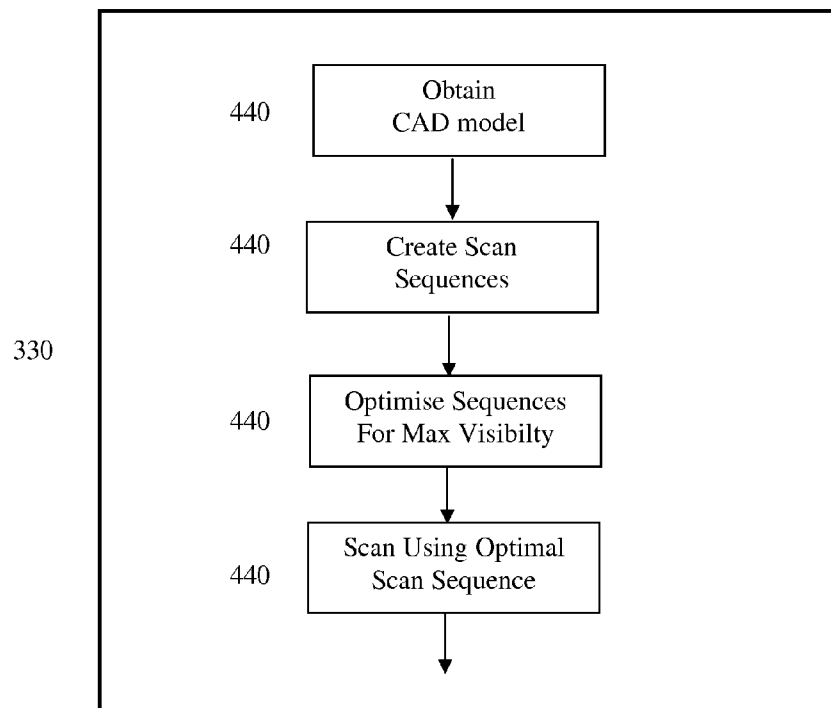 440
Obtain
CAD model
440
Create Scan
Sequences
330
440
Optimise Sequences
For Max Visibilty
440
Scan Using Optimal
Scan Sequence